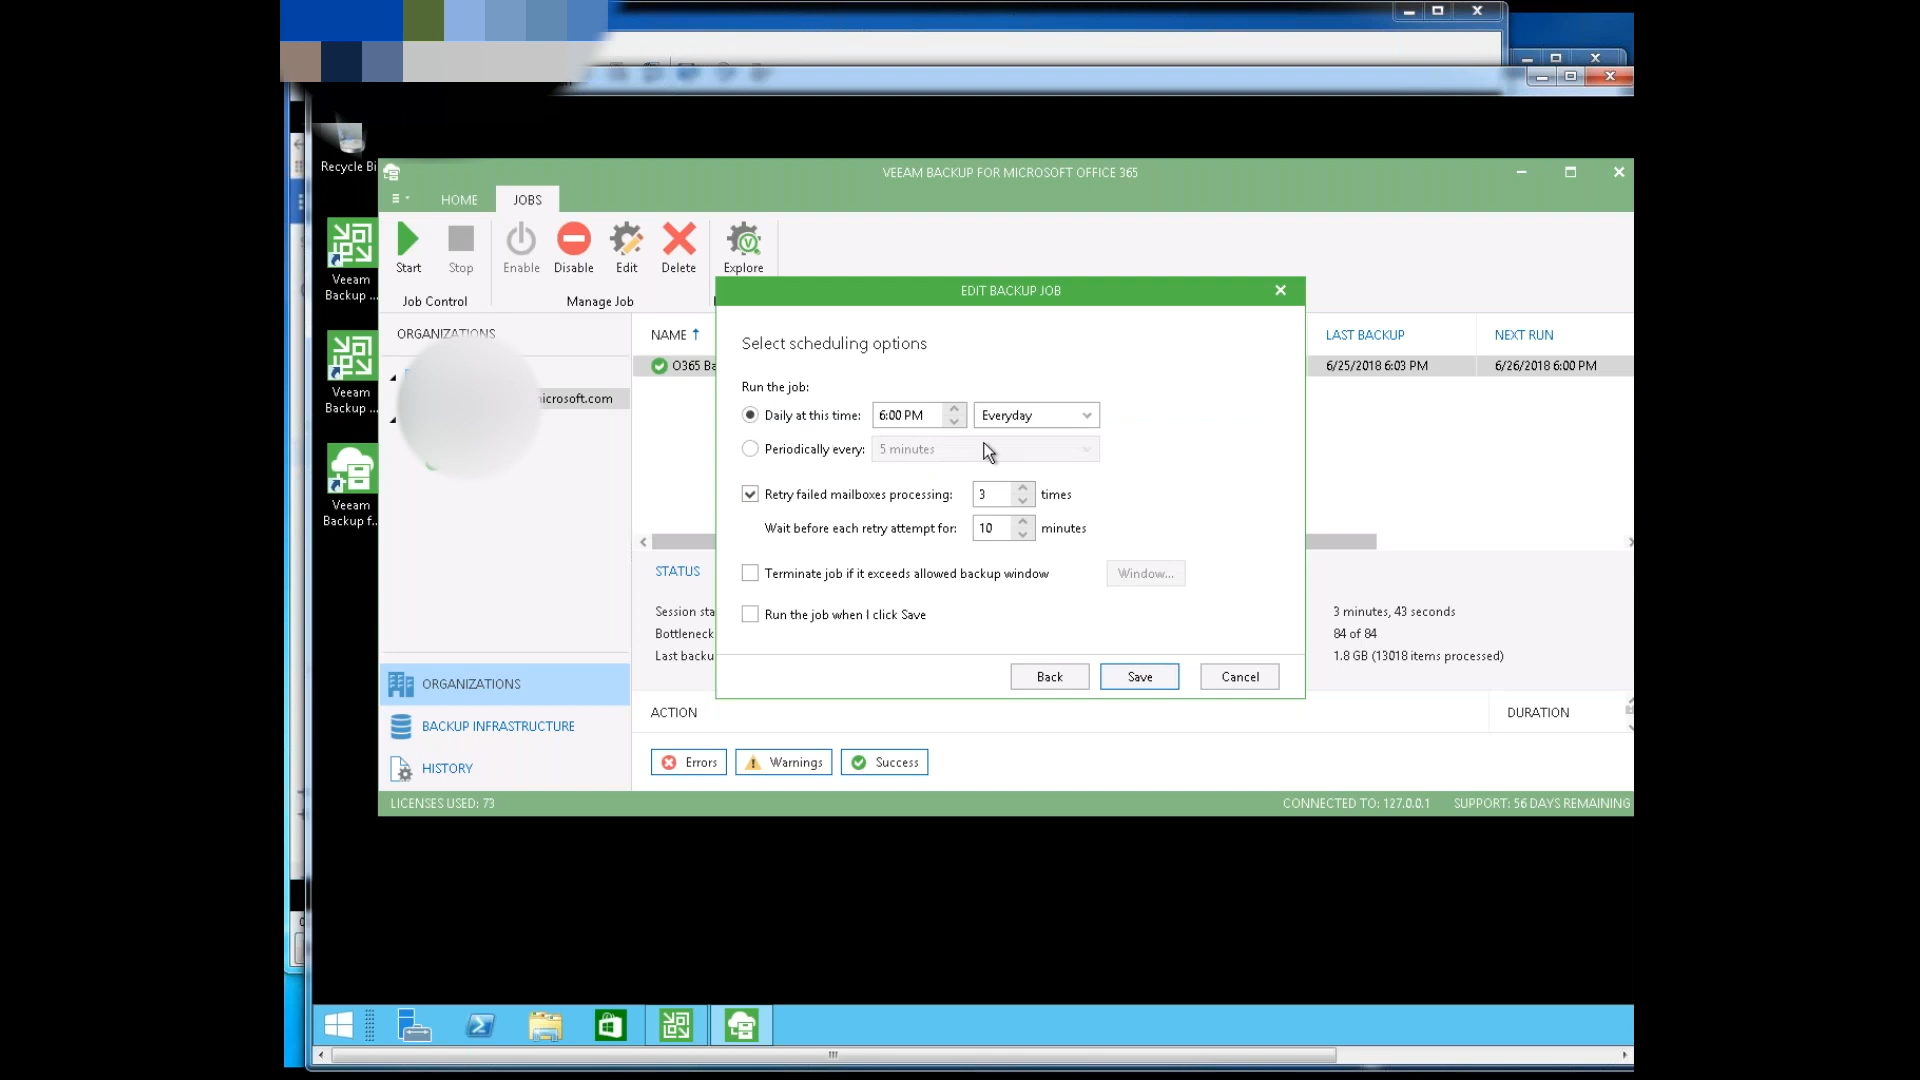 Recycle Bi
VEEAM BACKUP FOR MICROSOFT OFFICE 365
HOME JOBS
Start Stop Enable Disable Edit Delete Explore
Job Control Manage Job
Veeam
Backup ...
Veeam
Backup ...
Veeam
Backup f...
ORGANIZATIONS
icrosoft.com
NAME LAST BACKUP NEXT RUN
O365 Ba 6/25/2018 6:03 PM 6/26/2018 6:00 PM
EDIT BACKUP JOB
Select scheduling options
Run the job:
Daily at this time: 6:00 PM Everyday
Periodically every: 5 minutes
Retry failed mailboxes processing: 3 times
Wait before each retry attempt for: 10 minutes
Terminate job if it exceeds allowed backup window Window...
Run the job when I click Save
Back Save Cancel
STATUS
Session sta 3 minutes, 43 seconds
Bottleneck 84 of 84
Last backu 1.8 GB (13018 items processed)
ACTION DURATION
Errors Warnings Success
ORGANIZATIONS
BACKUP INFRASTRUCTURE
HISTORY
LICENSES USED: 73 CONNECTED TO: 127.0.0.1 SUPPORT: 56 DAYS REMAINING